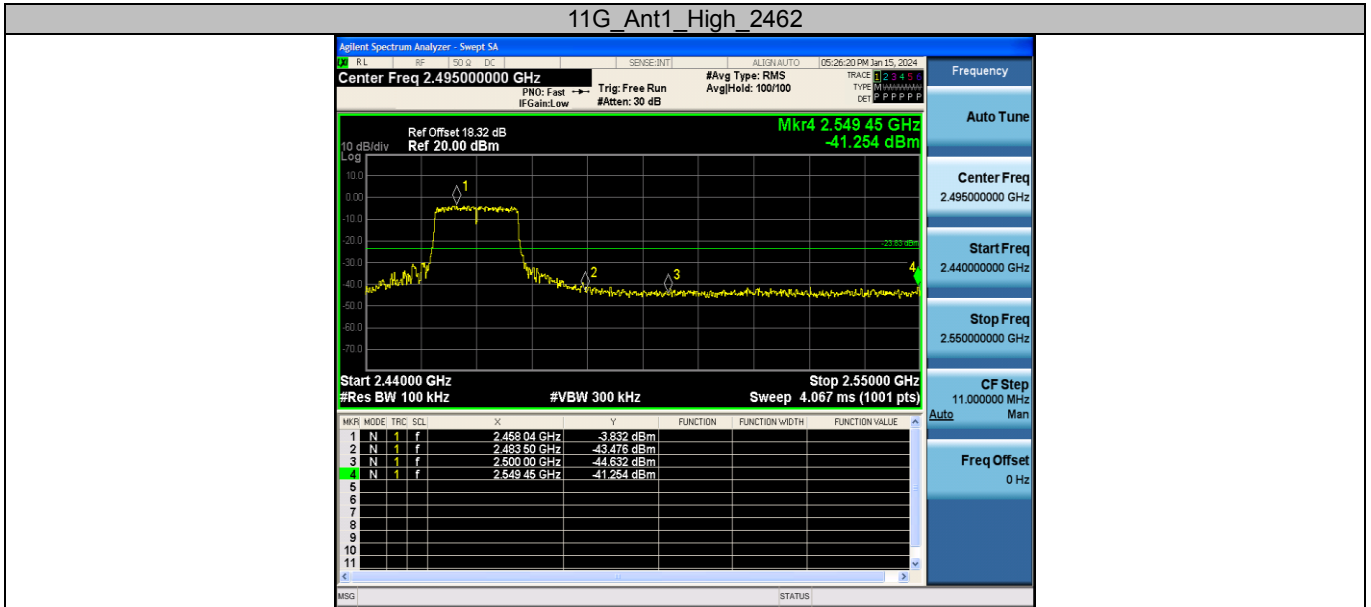 11G_Ant1_High_2462
Agilent Spectrum Analyzer - Swept SA
RL RF 50 Ω DC SENSE:INT ALIGNAUTO 05:26:20 PM Jan 15, 2024
Center Freq 2.495000000 GHz
PNO: Fast
IFGain:Low
Trig: Free Run
#Atten: 30 dB
#Avg Type: RMS
Avg|Hold: 100/100
TRACE 1 2 3 4 5 6
TYPE M
DET P P P P P P
Frequency
Mkr4 2.549 45 GHz
-41.254 dBm
Ref Offset 18.32 dB
10 dB/div Ref 20.00 dBm
Log
10.0
0.00
-10.0
-20.0
-30.0
-40.0
-50.0
-60.0
-70.0
1
2
3
4
-23.83 dBm
Start 2.44000 GHz Stop 2.55000 GHz
#Res BW 100 kHz #VBW 300 kHz Sweep 4.067 ms (1001 pts)
MKR MODE TRC SCL X Y FUNCTION FUNCTION WIDTH FUNCTION VALUE
1 N 1 f 2.458 04 GHz -3.832 dBm
2 N 1 f 2.483 50 GHz -43.476 dBm
3 N 1 f 2.500 00 GHz -44.632 dBm
4 N 1 f 2.549 45 GHz -41.254 dBm
5
6
7
8
9
10
11
MSG STATUS
Auto Tune
Center Freq
2.495000000 GHz
Start Freq
2.440000000 GHz
Stop Freq
2.550000000 GHz
CF Step
11.000000 MHz
Auto Man
Freq Offset
0 Hz